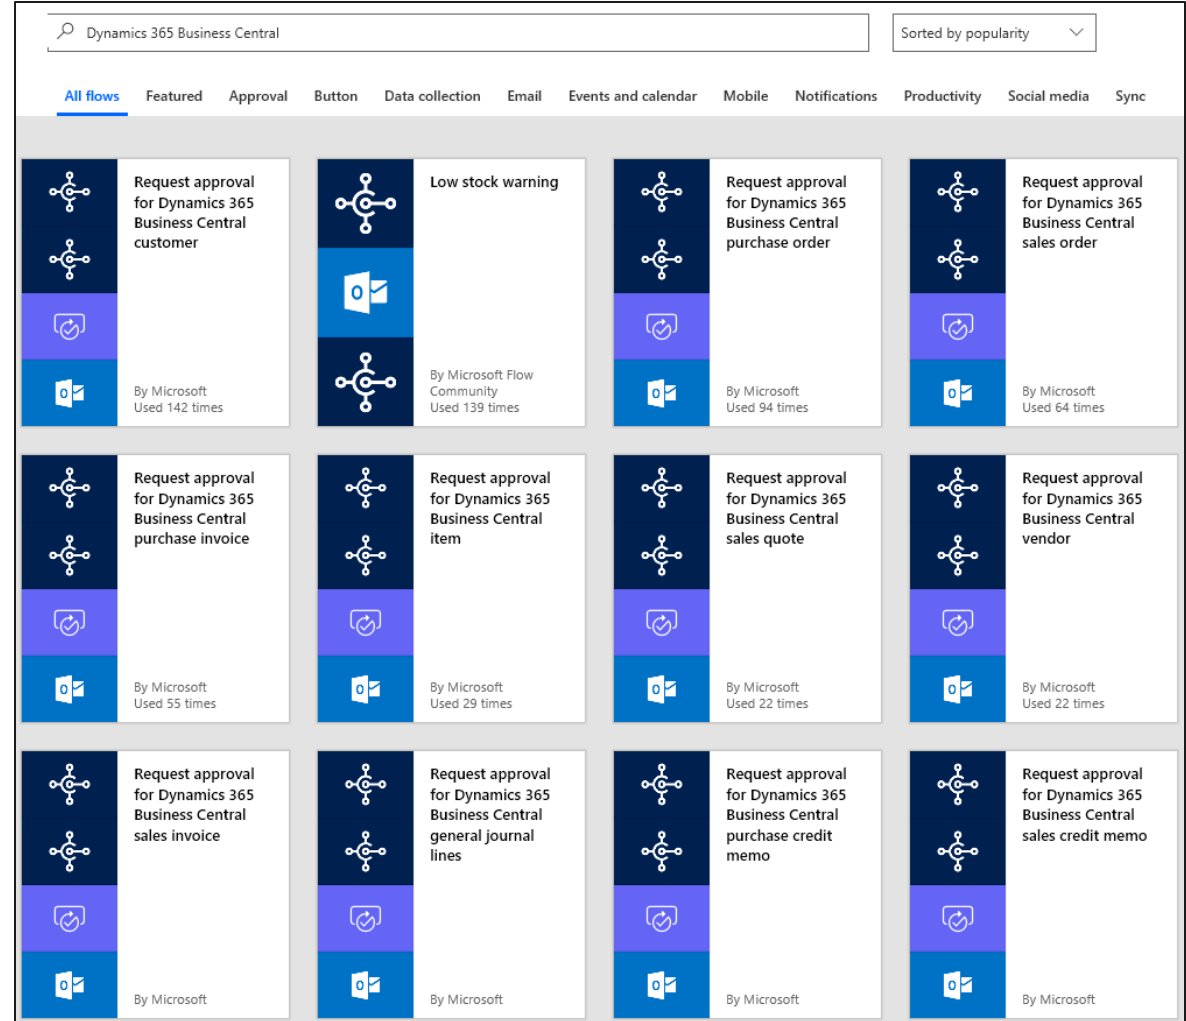 Dynamics 365 Business Central
Sorted by popularity
All flows Featured Approval Button Data collection Email Events and calendar Mobile Notifications Productivity Social media Sync
Request approval
for Dynamics 365
Business Central
customer
By Microsoft
Used 142 times
Low stock warning
By Microsoft Flow
Community
Used 139 times
Request approval
for Dynamics 365
Business Central
purchase order
By Microsoft
Used 94 times
Request approval
for Dynamics 365
Business Central
sales order
By Microsoft
Used 64 times
Request approval
for Dynamics 365
Business Central
purchase invoice
By Microsoft
Used 55 times
Request approval
for Dynamics 365
Business Central
item
By Microsoft
Used 29 times
Request approval
for Dynamics 365
Business Central
sales quote
By Microsoft
Used 22 times
Request approval
for Dynamics 365
Business Central
vendor
By Microsoft
Used 22 times
Request approval
for Dynamics 365
Business Central
sales invoice
By Microsoft
Request approval
for Dynamics 365
Business Central
general journal
lines
By Microsoft
Request approval
for Dynamics 365
Business Central
purchase credit
memo
By Microsoft
Request approval
for Dynamics 365
Business Central
sales credit memo
By Microsoft